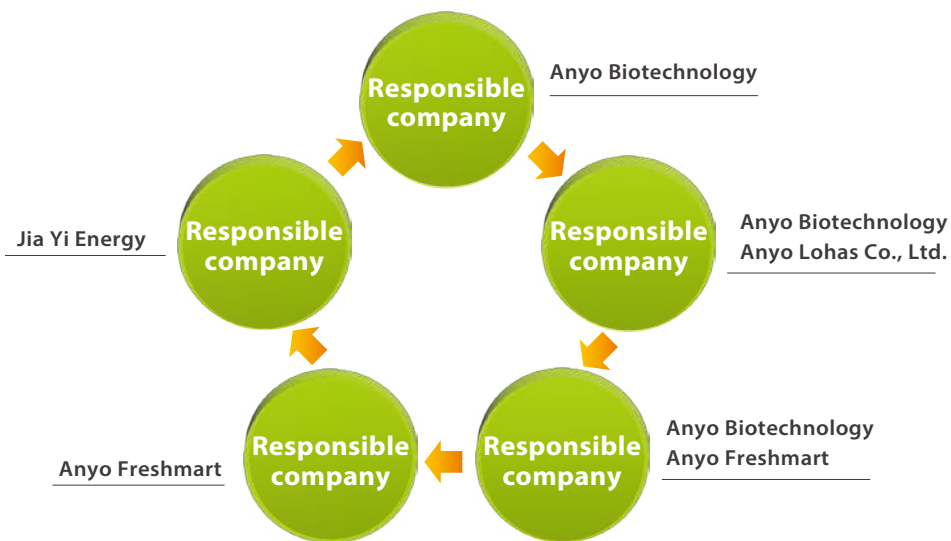 Responsible
company
Anyo Biotechnology
Responsible
company
Anyo Biotechnology
Anyo Lohas Co., Ltd.
Responsible
company
Anyo Biotechnology
Anyo Freshmart
Responsible
company
Anyo Freshmart
Responsible
company
Jia Yi Energy